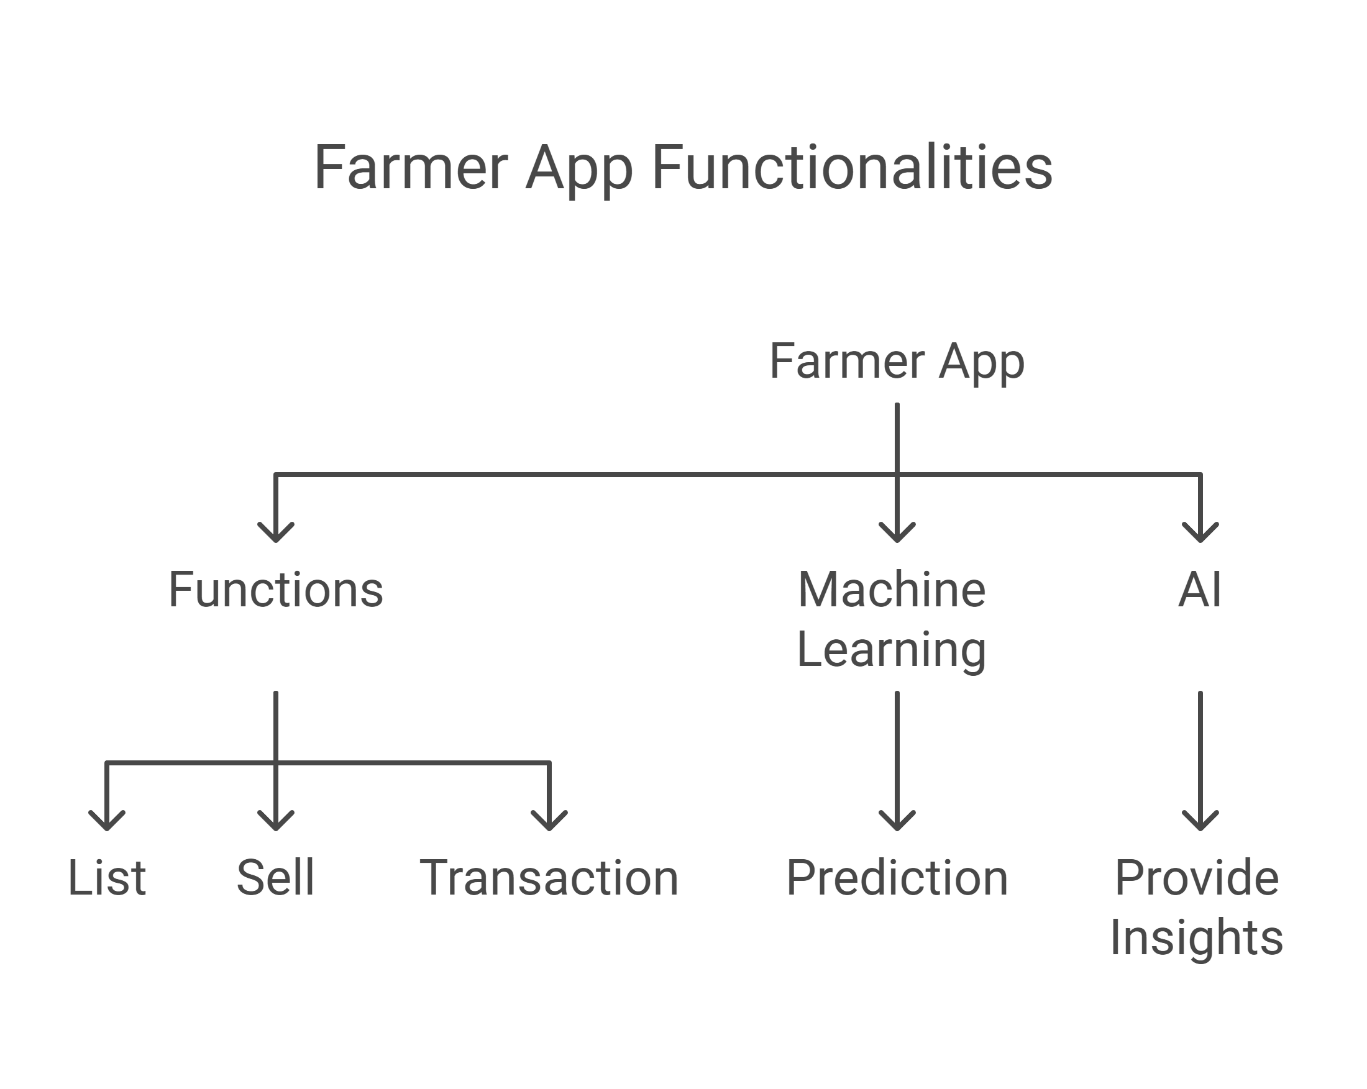 Farmer App Functionalities
Farmer App
Functions
Machine
Learning
AI
List
Sell
Transaction
Prediction
Provide
Insights